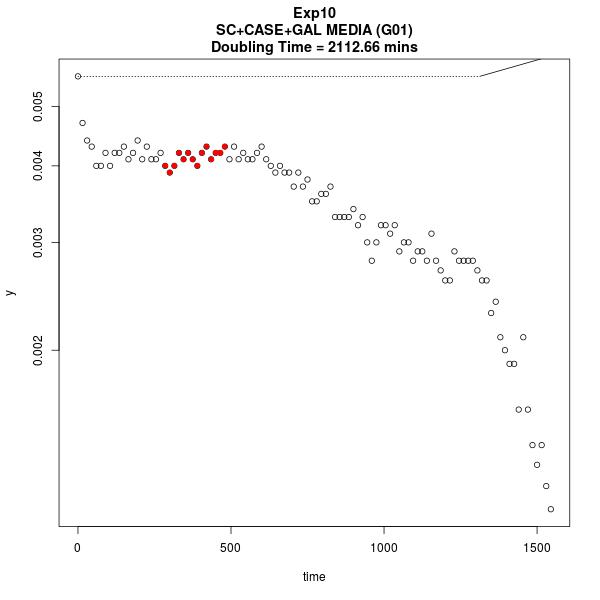 Exp10
SC+CASE+GAL MEDIA (G01)
Doubling Time = 2112.66 mins
0.005
0.004
0.003
0.002
y
0 500 1000 1500
time